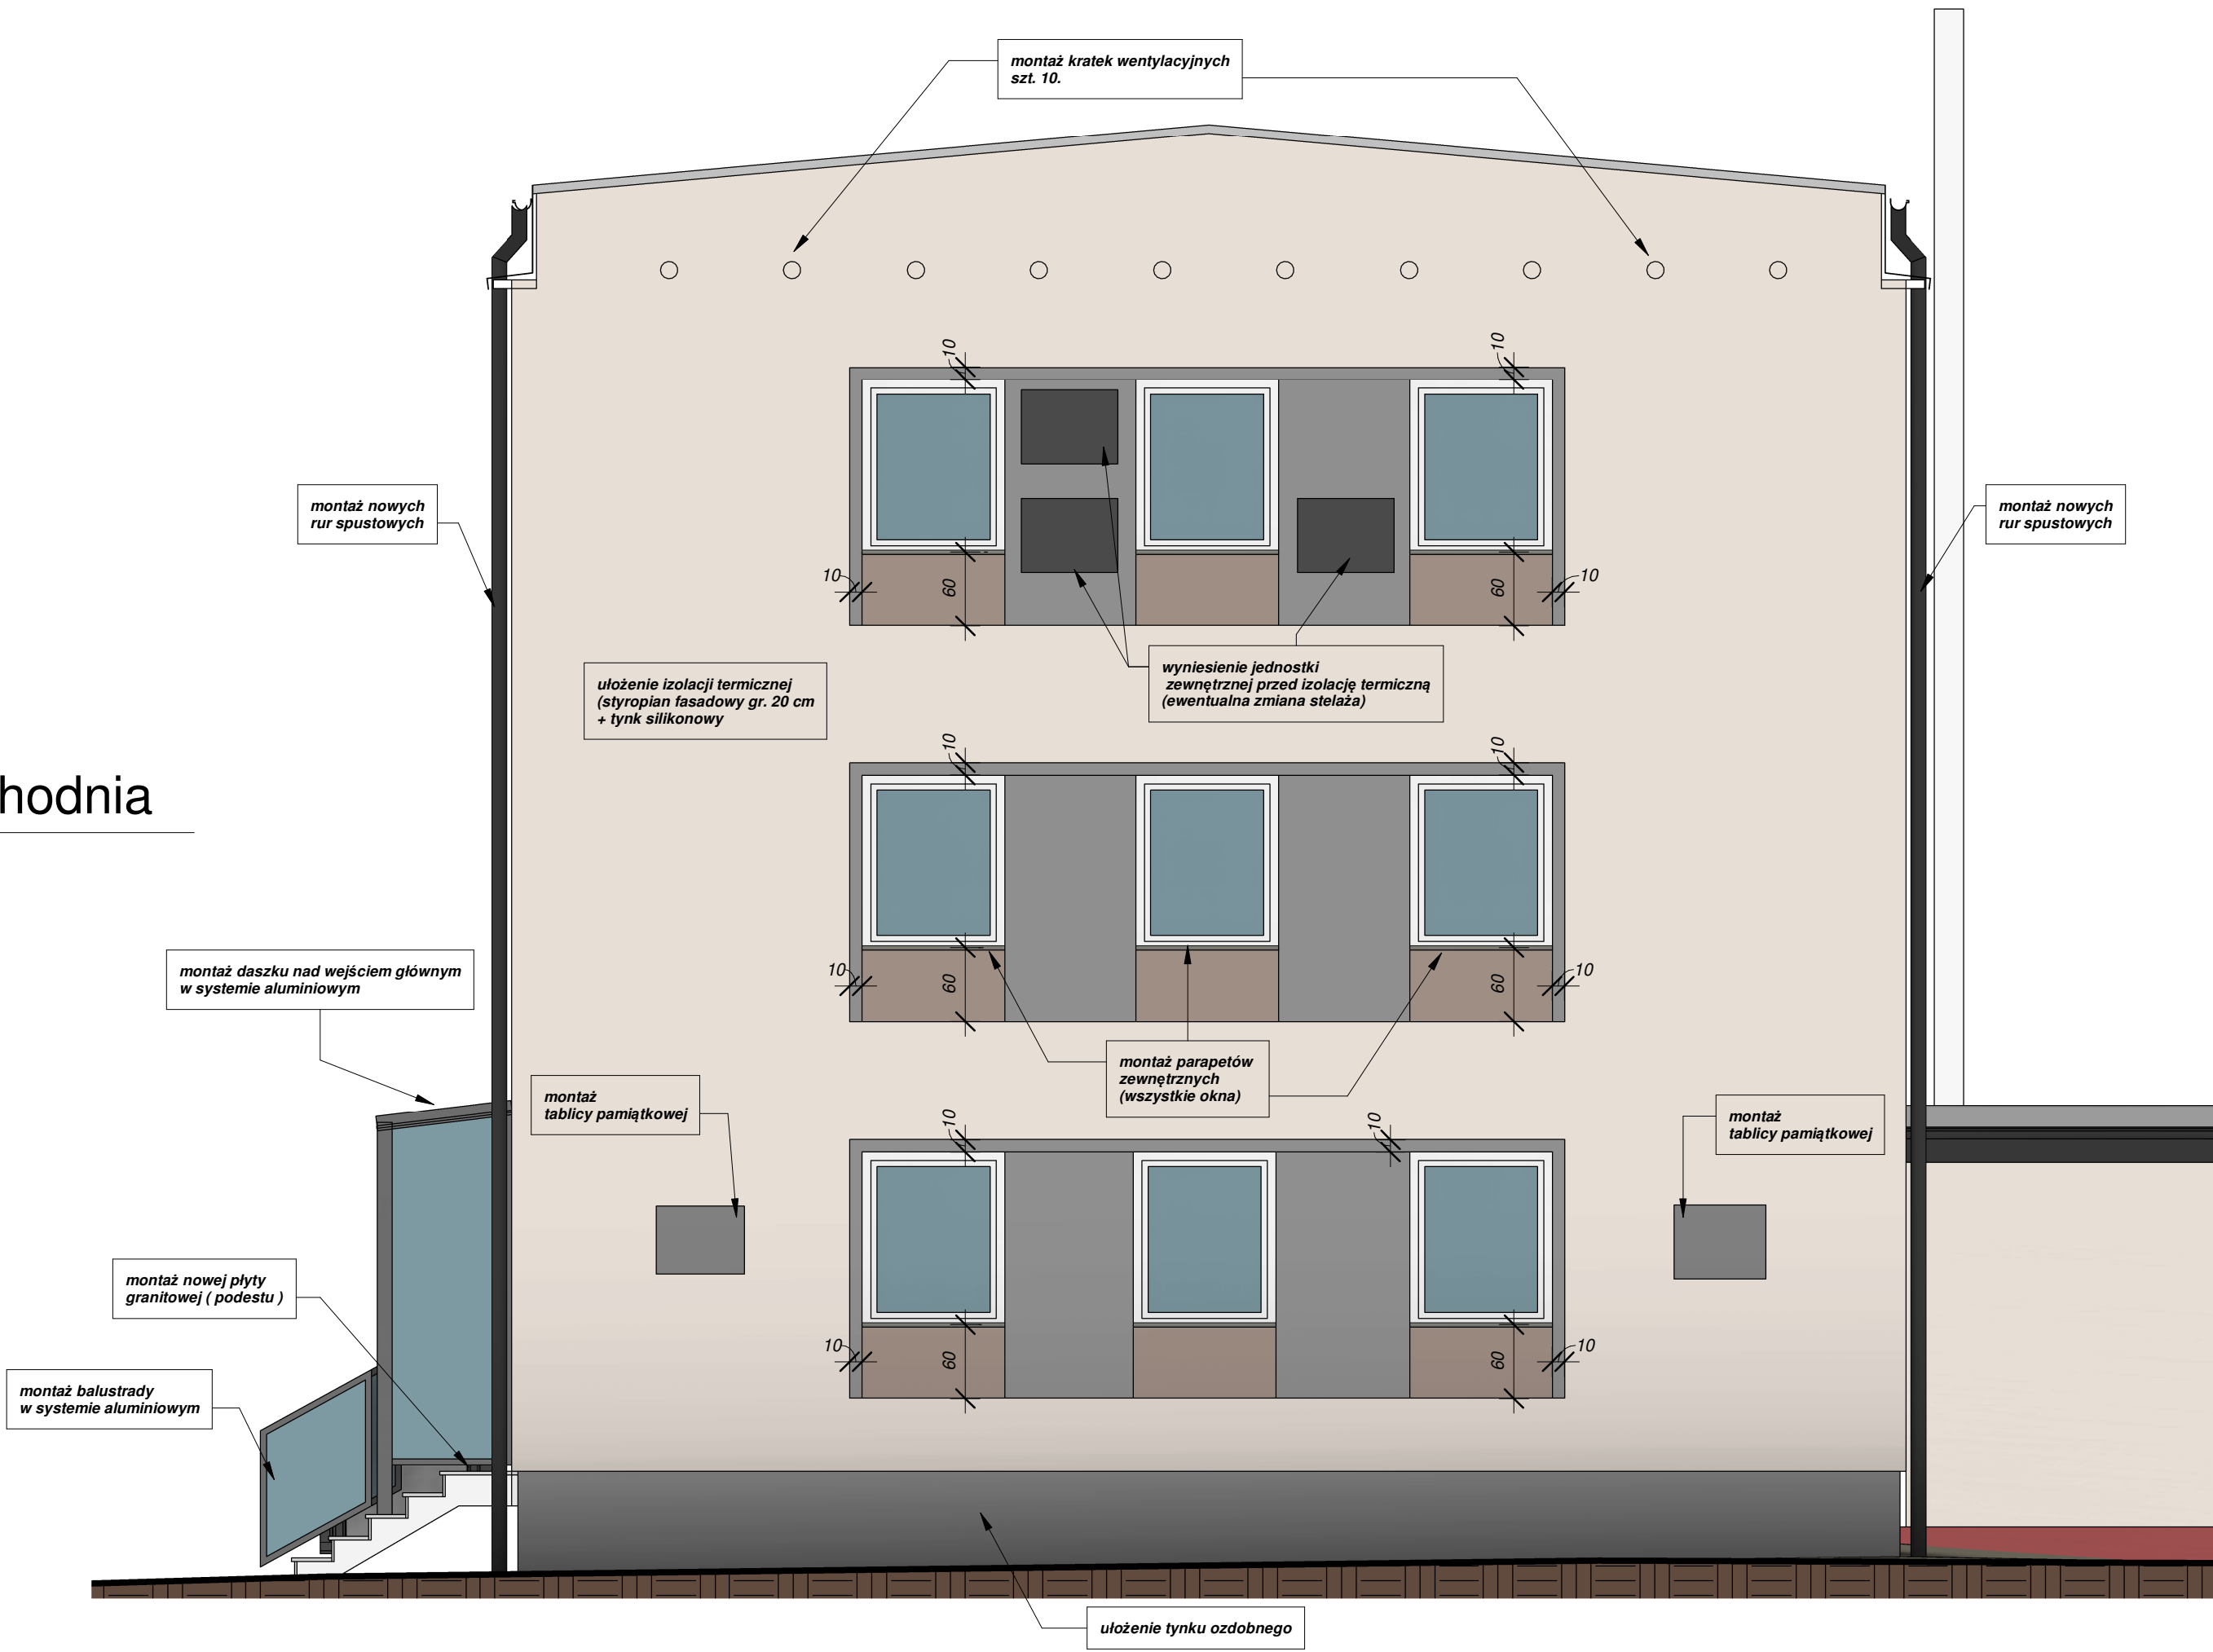 montaż kratek wentylacyjnych
szt. 10.
10
10
montaż nowych
rur spustowych
montaż nowych
rur spustowych
10
60
60
10
ułożenie izolacji termicznej
(styropian fasadowy gr. 20 cm
+ tynk silikonowy
wyniesienie jednostki
zewnętrznej przed izolację termiczną
(ewentualna zmiana stelaża)
10
10
hodnia
montaż daszku nad wejściem głównym
w systemie aluminiowym
10
60
60
10
montaż parapetów
zewnętrznych
(wszystkie okna)
montaż
tablicy pamiątkowej
10
10
montaż
tablicy pamiątkowej
montaż nowej płyty
granitowej ( podestu )
10
60
60
10
montaż balustrady
w systemie aluminiowym
ułożenie tynku ozdobnego